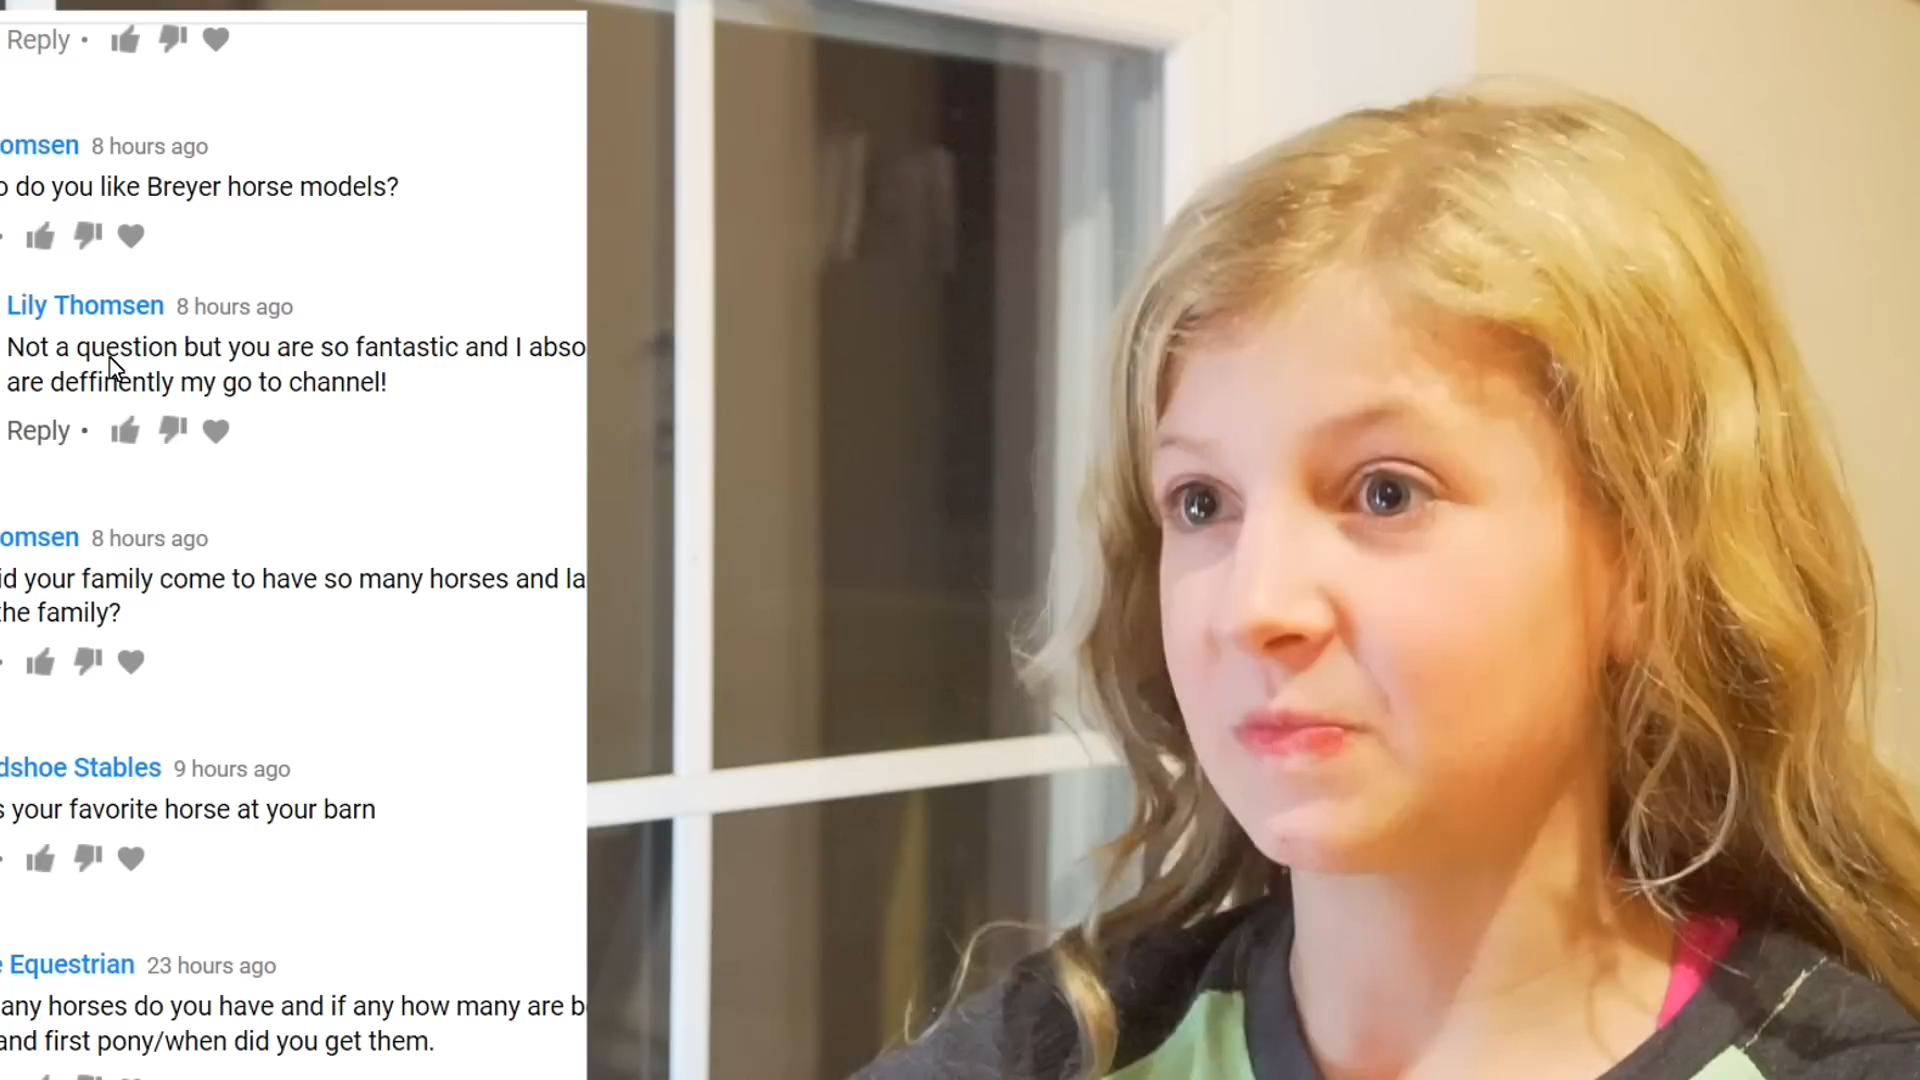 Reply •
omsen 8 hours ago
do you like Breyer horse models?
Lily Thomsen 8 hours ago
Not a question but you are so fantastic and I abso
are deffinently my go to channel!
Reply •
omsen 8 hours ago
id your family come to have so many horses and la
the family?
dshoe Stables 9 hours ago
s your favorite horse at your barn
e Equestrian 23 hours ago
any horses do you have and if any how many are b
and first pony/when did you get them.